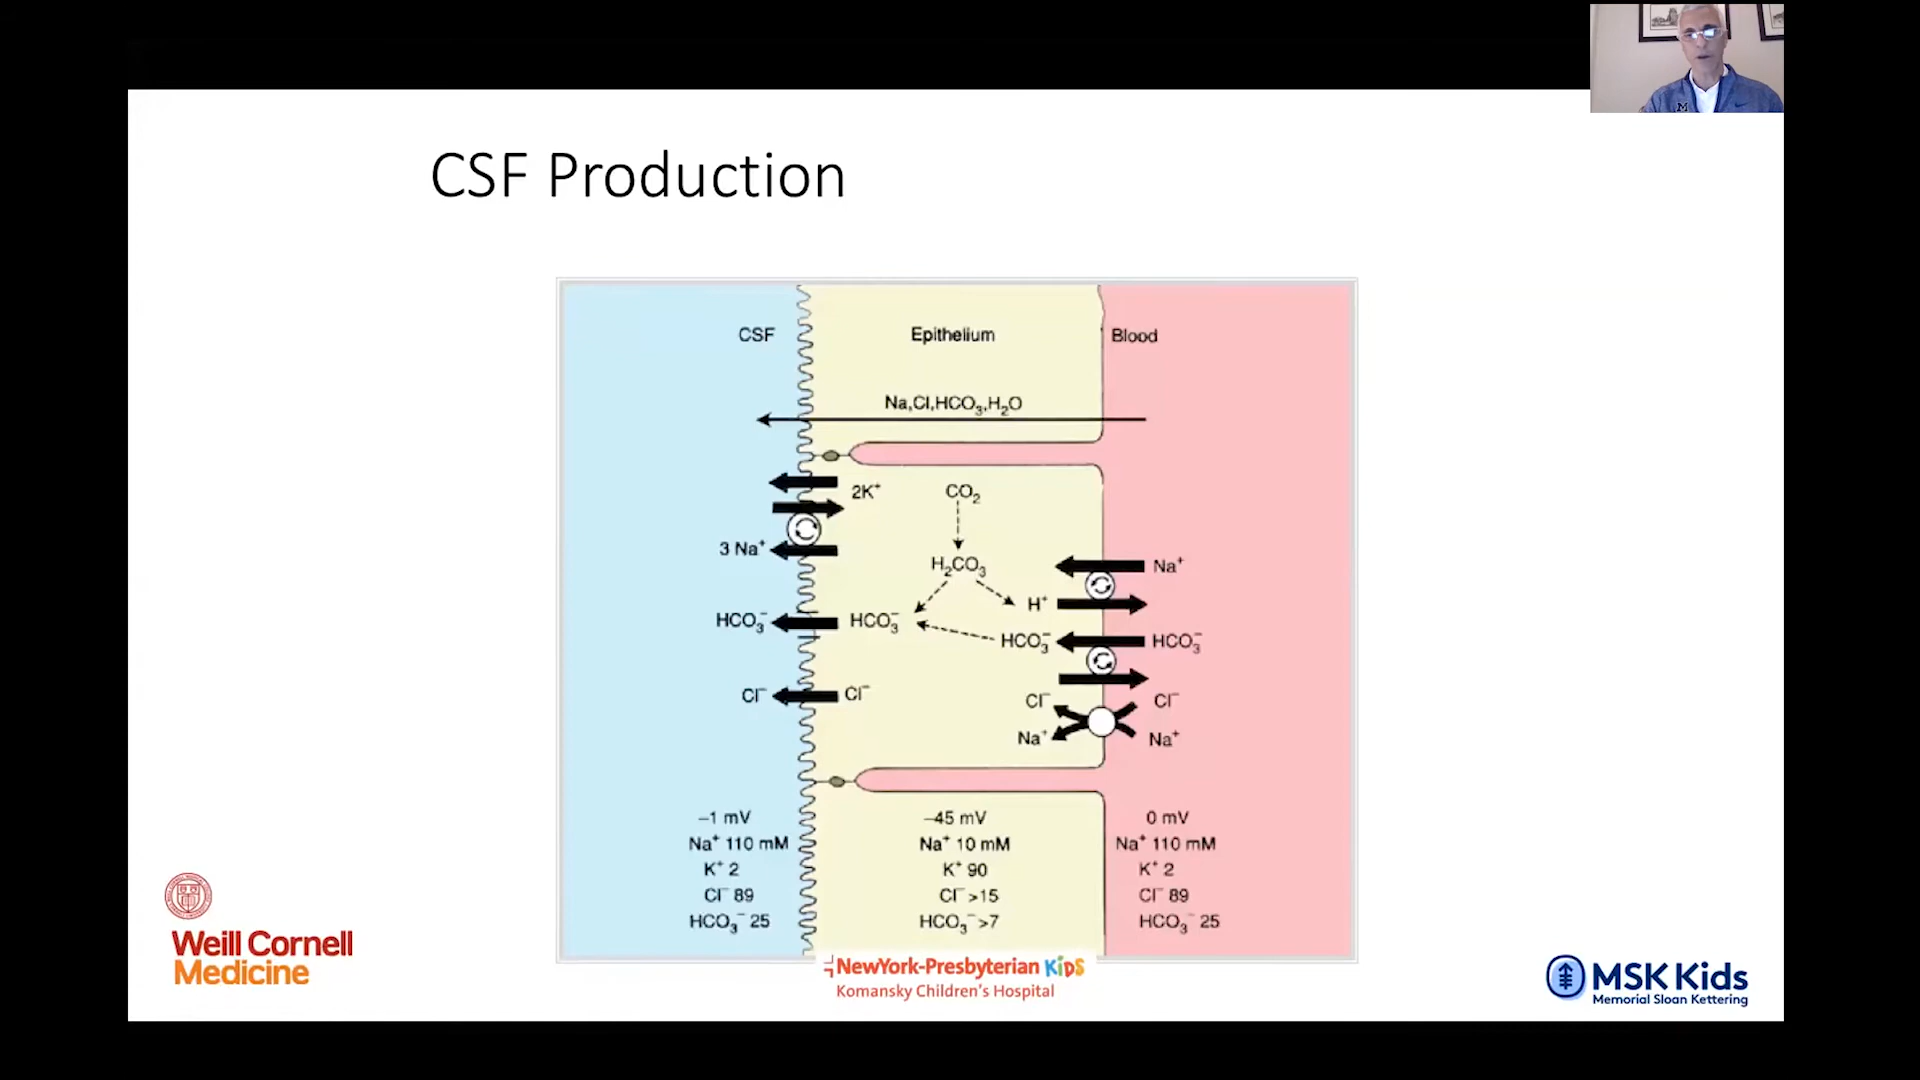 CSF Production
CSF
Epithelium
Blood
Na,Cl,HCO₃,H₂O
2K⁺
CO₂
3 Na⁺
H₂CO₃
Na⁺
H⁺
HCO₃⁻
HCO₃⁻
HCO₃⁻
HCO₃⁻
Cl⁻
Cl⁻
Cl⁻
Cl⁻
Na⁺
Na⁺
–1 mV
Na⁺ 110 mM
K⁺ 2
Cl⁻ 89
HCO₃⁻ 25
–45 mV
Na⁺ 10 mM
K⁺ 90
Cl⁻ >15
HCO₃⁻ >7
0 mV
Na⁺ 110 mM
K⁺ 2
Cl⁻ 89
HCO₃⁻ 25
Weill Cornell
Medicine
NewYork-Presbyterian KiDS
Komansky Children's Hospital
MSK Kids
Memorial Sloan Kettering
M